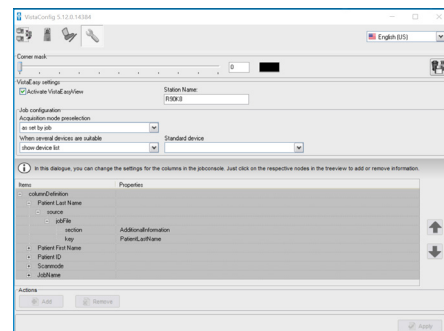 VistaConfig 5.12.0.14384
English (US)
Corner mask
0
VistaEasy settings
Activate VistaEasyView
Station Name:
Job configuration
Acquisition mode preselection
as set by job
When several devices are suitable
Standard device
show device list
In this dialogue, you can change the settings for the columns in the jobconsole. Just click on the respective nodes in the treeview to add or remove information.
Items Properties
columnDefinition
Patient Last Name
source
jobFile
section AdditionalInformation
key PatientLastName
Patient First Name
Patient ID
Scanmode
JobName
Actions
Add Remove
Apply